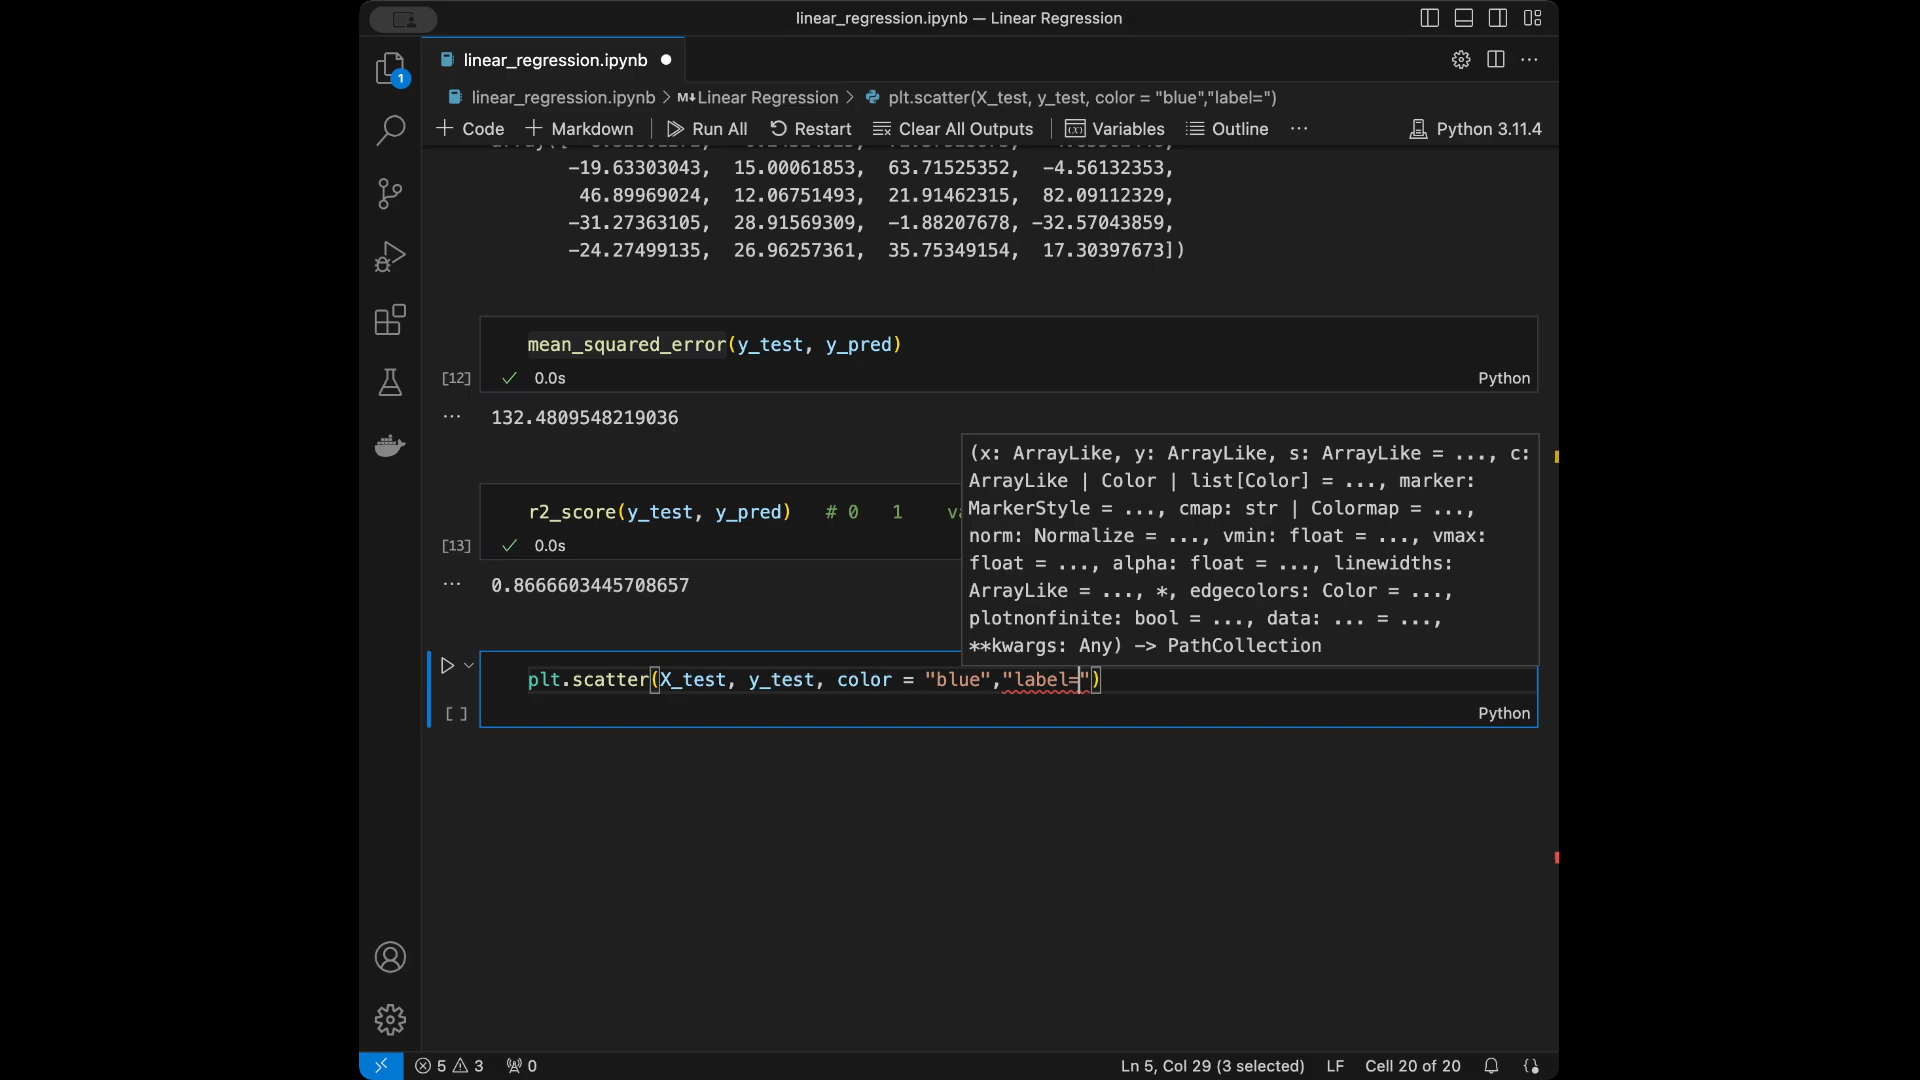 linear_regression.ipynb — Linear Regression
linear_regression.ipynb
1
linear_regression.ipynb > M↓Linear Regression > plt.scatter(X_test, y_test, color = "blue","label=")
+ Code + Markdown Run All Restart Clear All Outputs Variables Outline ··· Python 3.11.4
−19.63303043, 15.00061853, 63.71525352, −4.56132353,
46.89969024, 12.06751493, 21.91462315, 82.09112329,
−31.27363105, 28.91569309, −1.88207678, −32.57043859,
−24.27499135, 26.96257361, 35.75349154, 17.30397673])
mean_squared_error(y_test, y_pred)
[12] 0.0s Python
··· 132.4809548219036
(x: ArrayLike, y: ArrayLike, s: ArrayLike = ..., c:
ArrayLike | Color | list[Color] = ..., marker:
MarkerStyle = ..., cmap: str | Colormap = ...,
norm: Normalize = ..., vmin: float = ..., vmax:
float = ..., alpha: float = ..., linewidths:
ArrayLike = ..., *, edgecolors: Color = ...,
plotnonfinite: bool = ..., data: ... = ...,
**kwargs: Any) -> PathCollection
r2_score(y_test, y_pred) # 0 1
[13] 0.0s
··· 0.8666603445708657
plt.scatter(X_test, y_test, color = "blue","label=")
[ ] Python
5 3 0 Ln 5, Col 29 (3 selected) LF Cell 20 of 20